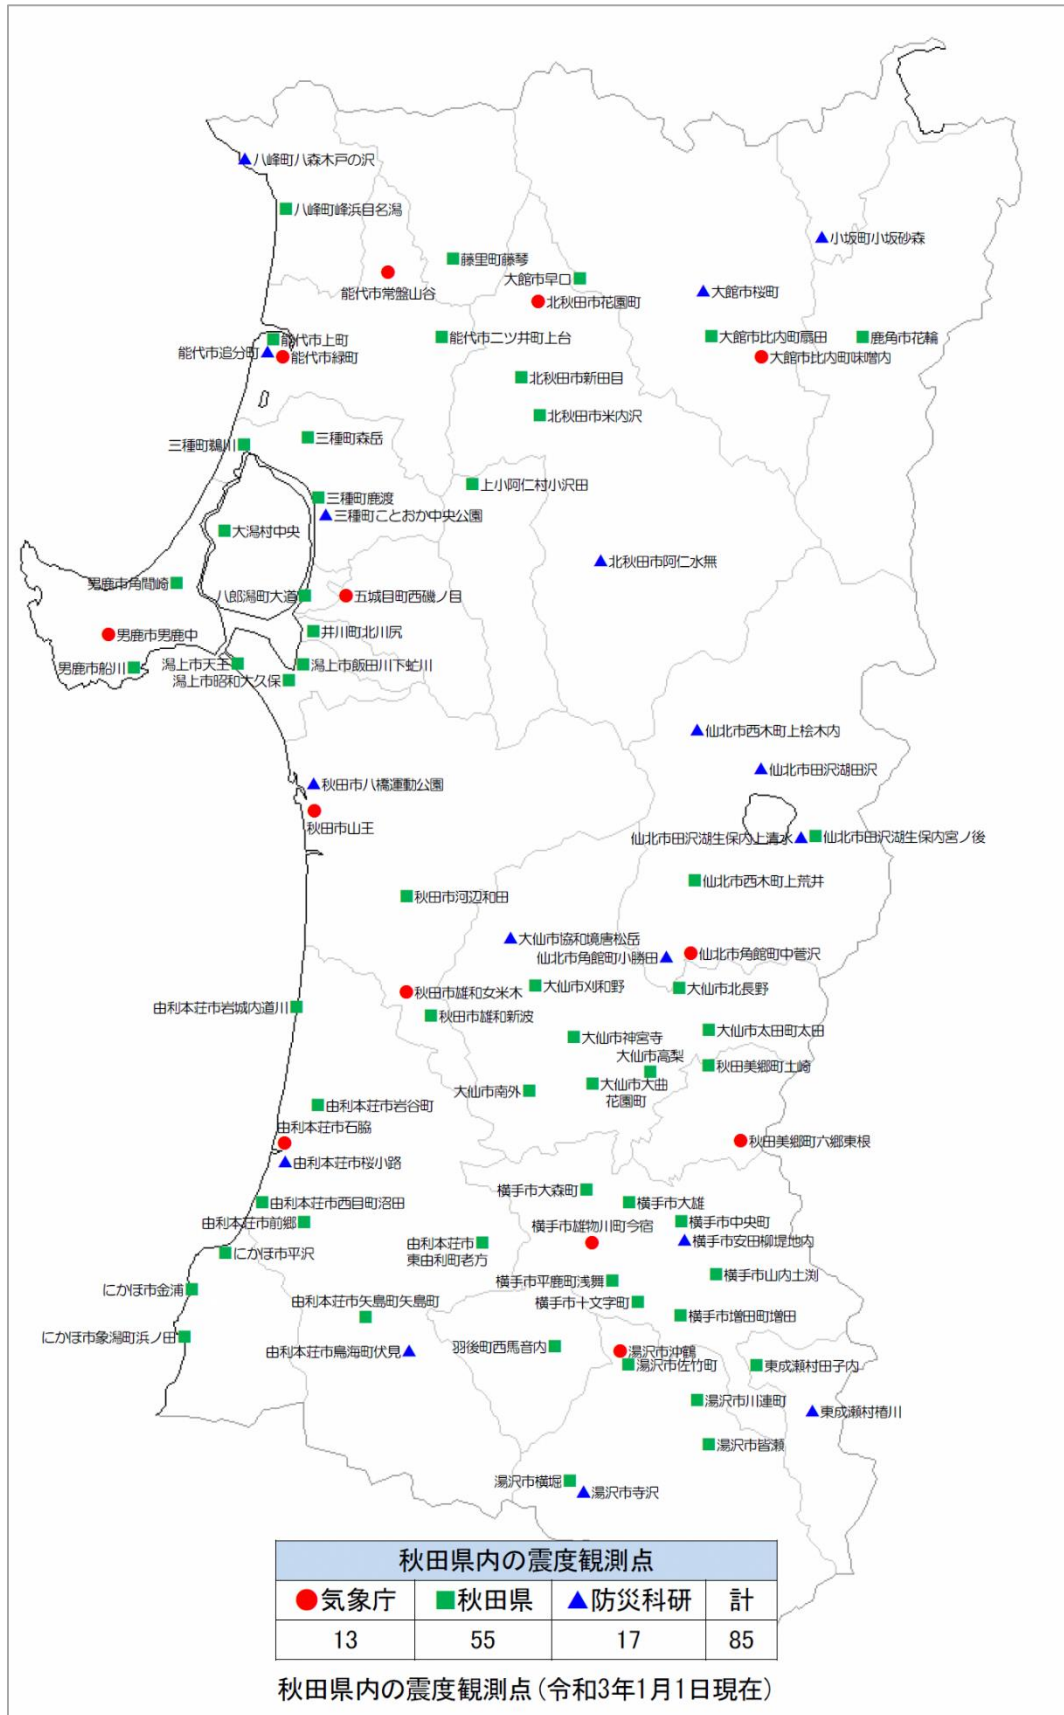 八峰町八森木戸の沢
八峰町峰浜目名潟
小坂町小坂砂森
藤里町藤琴
能代市常盤山谷
大館市早口
北秋田市花園町
大館市桜町
能代市上町
能代市追分町
能代市緑町
能代市二ツ井町上台
大館市比内町扇田
鹿角市花輪
大館市比内町味噌内
北秋田市新田目
北秋田市米内沢
三種町鵜川
三種町森岳
上小阿仁村小沢田
三種町鹿渡
三種町ことおか中央公園
大潟村中央
北秋田市阿仁水無
男鹿市角間崎
八郎潟町大道
五城目町西磯ノ目
男鹿市男鹿中
井川町北川尻
男鹿市船川
潟上市天王
潟上市飯田川下虻川
潟上市昭和大久保
仙北市西木町上桧木内
仙北市田沢湖田沢
秋田市八橋運動公園
秋田市山王
仙北市田沢湖生保内上清水
仙北市田沢湖生保内宮ノ後
仙北市西木町上荒井
秋田市河辺和田
大仙市協和境唐松岳
仙北市角館町小勝田
仙北市角館町中菅沢
秋田市雄和女米木
大仙市刈和野
大仙市北長野
由利本荘市岩城内道川
秋田市雄和新波
大仙市神宮寺
大仙市太田町太田
大仙市高梨
秋田美郷町土崎
大仙市南外
大仙市大曲
花園町
由利本荘市岩谷町
由利本荘市石脇
秋田美郷町六郷東根
由利本荘市桜小路
横手市大森町
横手市大雄
由利本荘市西目町沼田
由利本荘市前郷
横手市雄物川町今宿
横手市中央町
横手市安田柳堤地内
由利本荘市
東由利町老方
にかほ市平沢
横手市平鹿町浅舞
横手市山内土渕
にかほ市金浦
由利本荘市矢島町矢島町
横手市十文字町
横手市増田町増田
にかほ市象潟町浜ノ田
由利本荘市鳥海町伏見
羽後町西馬音内
湯沢市沖鶴
湯沢市佐竹町
東成瀬村田子内
湯沢市川連町
東成瀬村椿川
湯沢市皆瀬
湯沢市横堀
湯沢市寺沢
秋田県内の震度観測点
気象庁 秋田県 防災科研 計
13 55 17 85
秋田県内の震度観測点(令和3年1月1日現在)